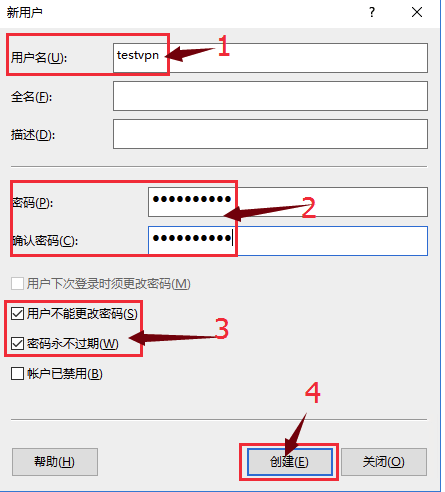 新用户
用户名(U): testvpn 1
全名(F):
描述(D):
密码(P): ●●●●●●●●●● 2
确认密码(C): ●●●●●●●●●●
用户下次登录时须更改密码(M)
用户不能更改密码(S)
密码永不过期(W) 3
帐户已禁用(B)
4
帮助(H) 创建(E) 关闭(O)